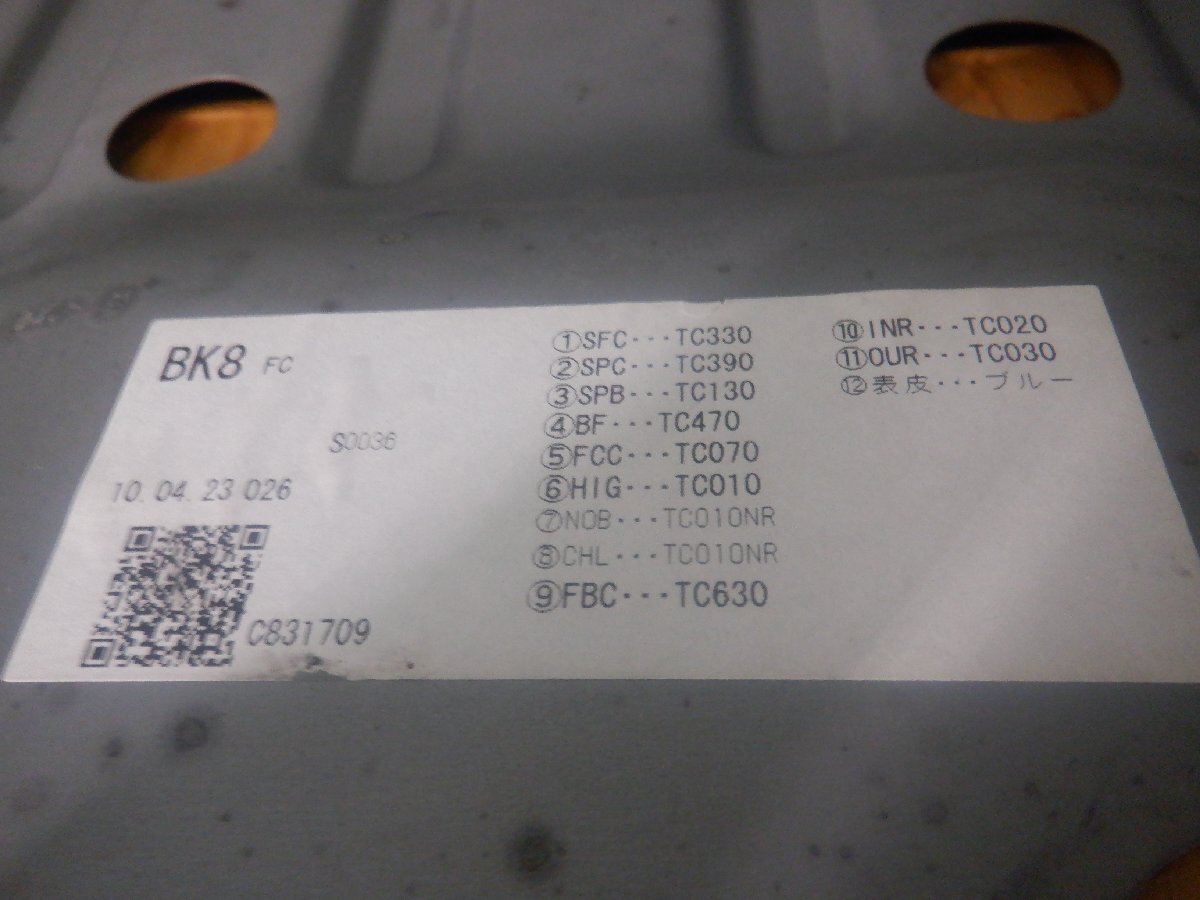 BK8 FC
S0036
10.04.23 026
C831709
①SFC･･･TC330
②SPC･･･TC390
③SPB･･･TC130
④BF･･･TC470
⑤FCC･･･TC070
⑥HIG･･･TC010
⑦NOB･･･TC010NR
⑧CHL･･･TC010NR
⑨FBC･･･TC630
⑩INR･･･TC020
⑪OUR･･･TC030
⑫表皮･･･ブルー